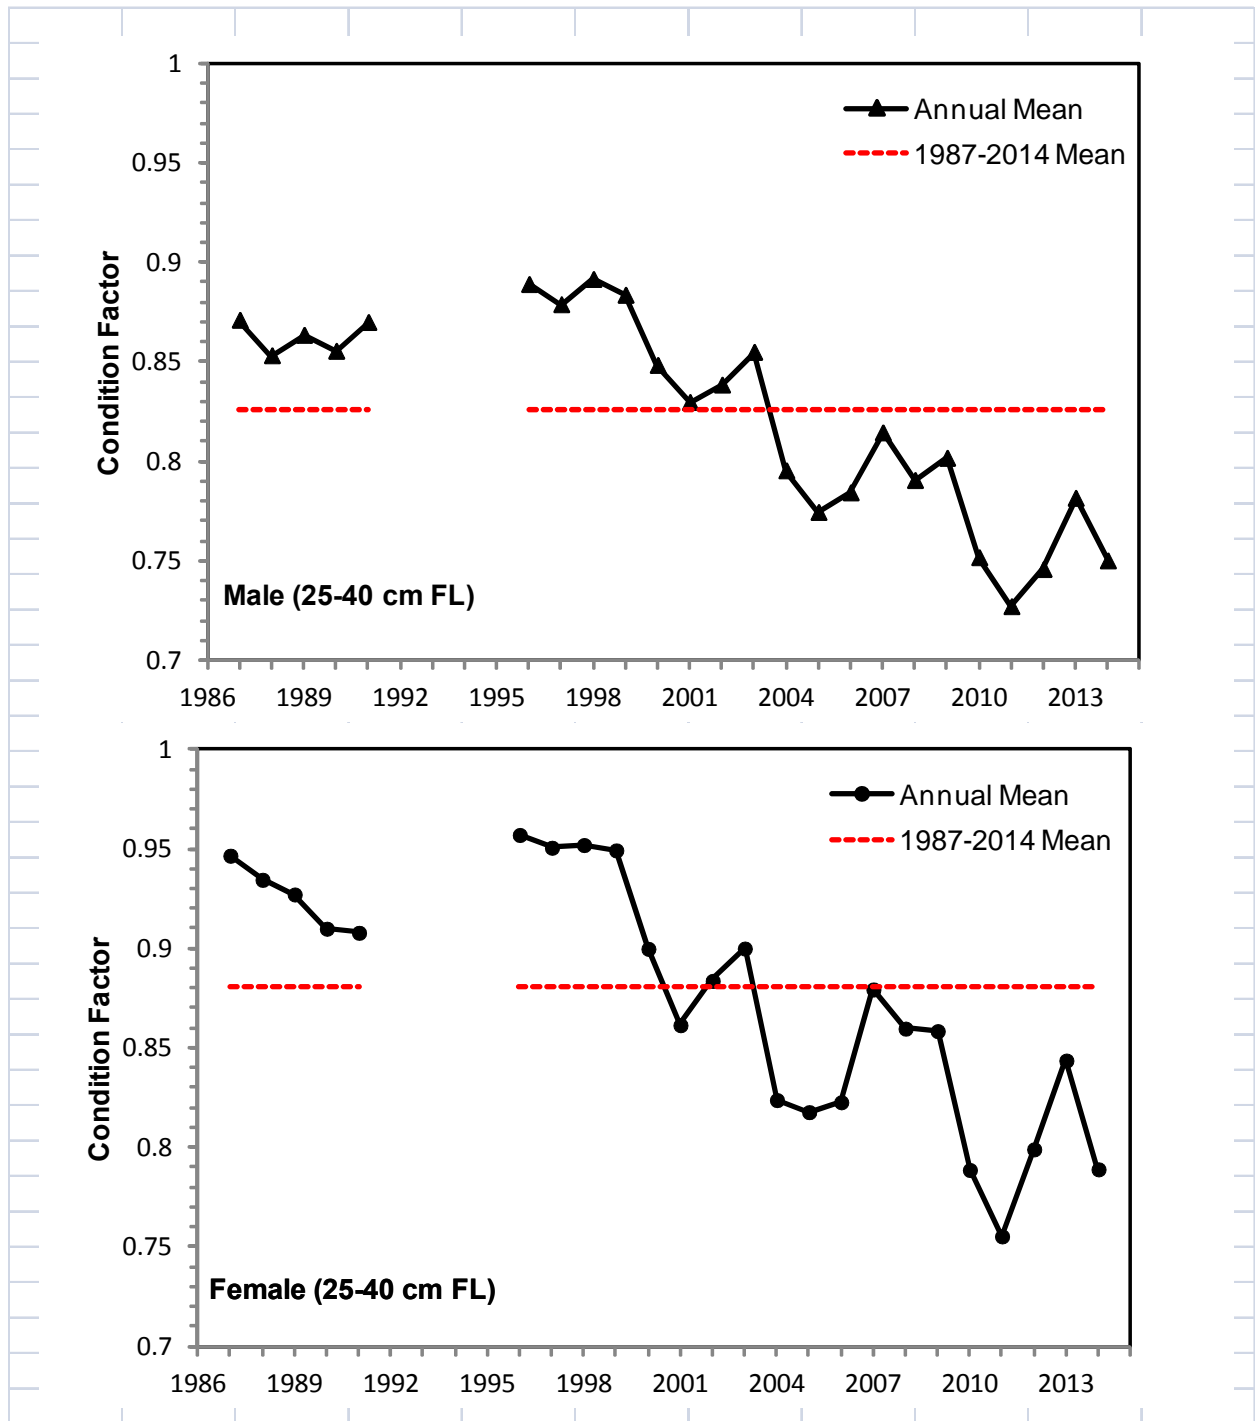 1
0.95
0.9
0.85
0.8
0.75
0.7
Condition Factor
Annual Mean
1987-2014 Mean
Male (25-40 cm FL)
1986 1989 1992 1995 1998 2001 2004 2007 2010 2013
1
0.95
0.9
0.85
0.8
0.75
0.7
Condition Factor
Annual Mean
1987-2014 Mean
Female (25-40 cm FL)
1986 1989 1992 1995 1998 2001 2004 2007 2010 2013